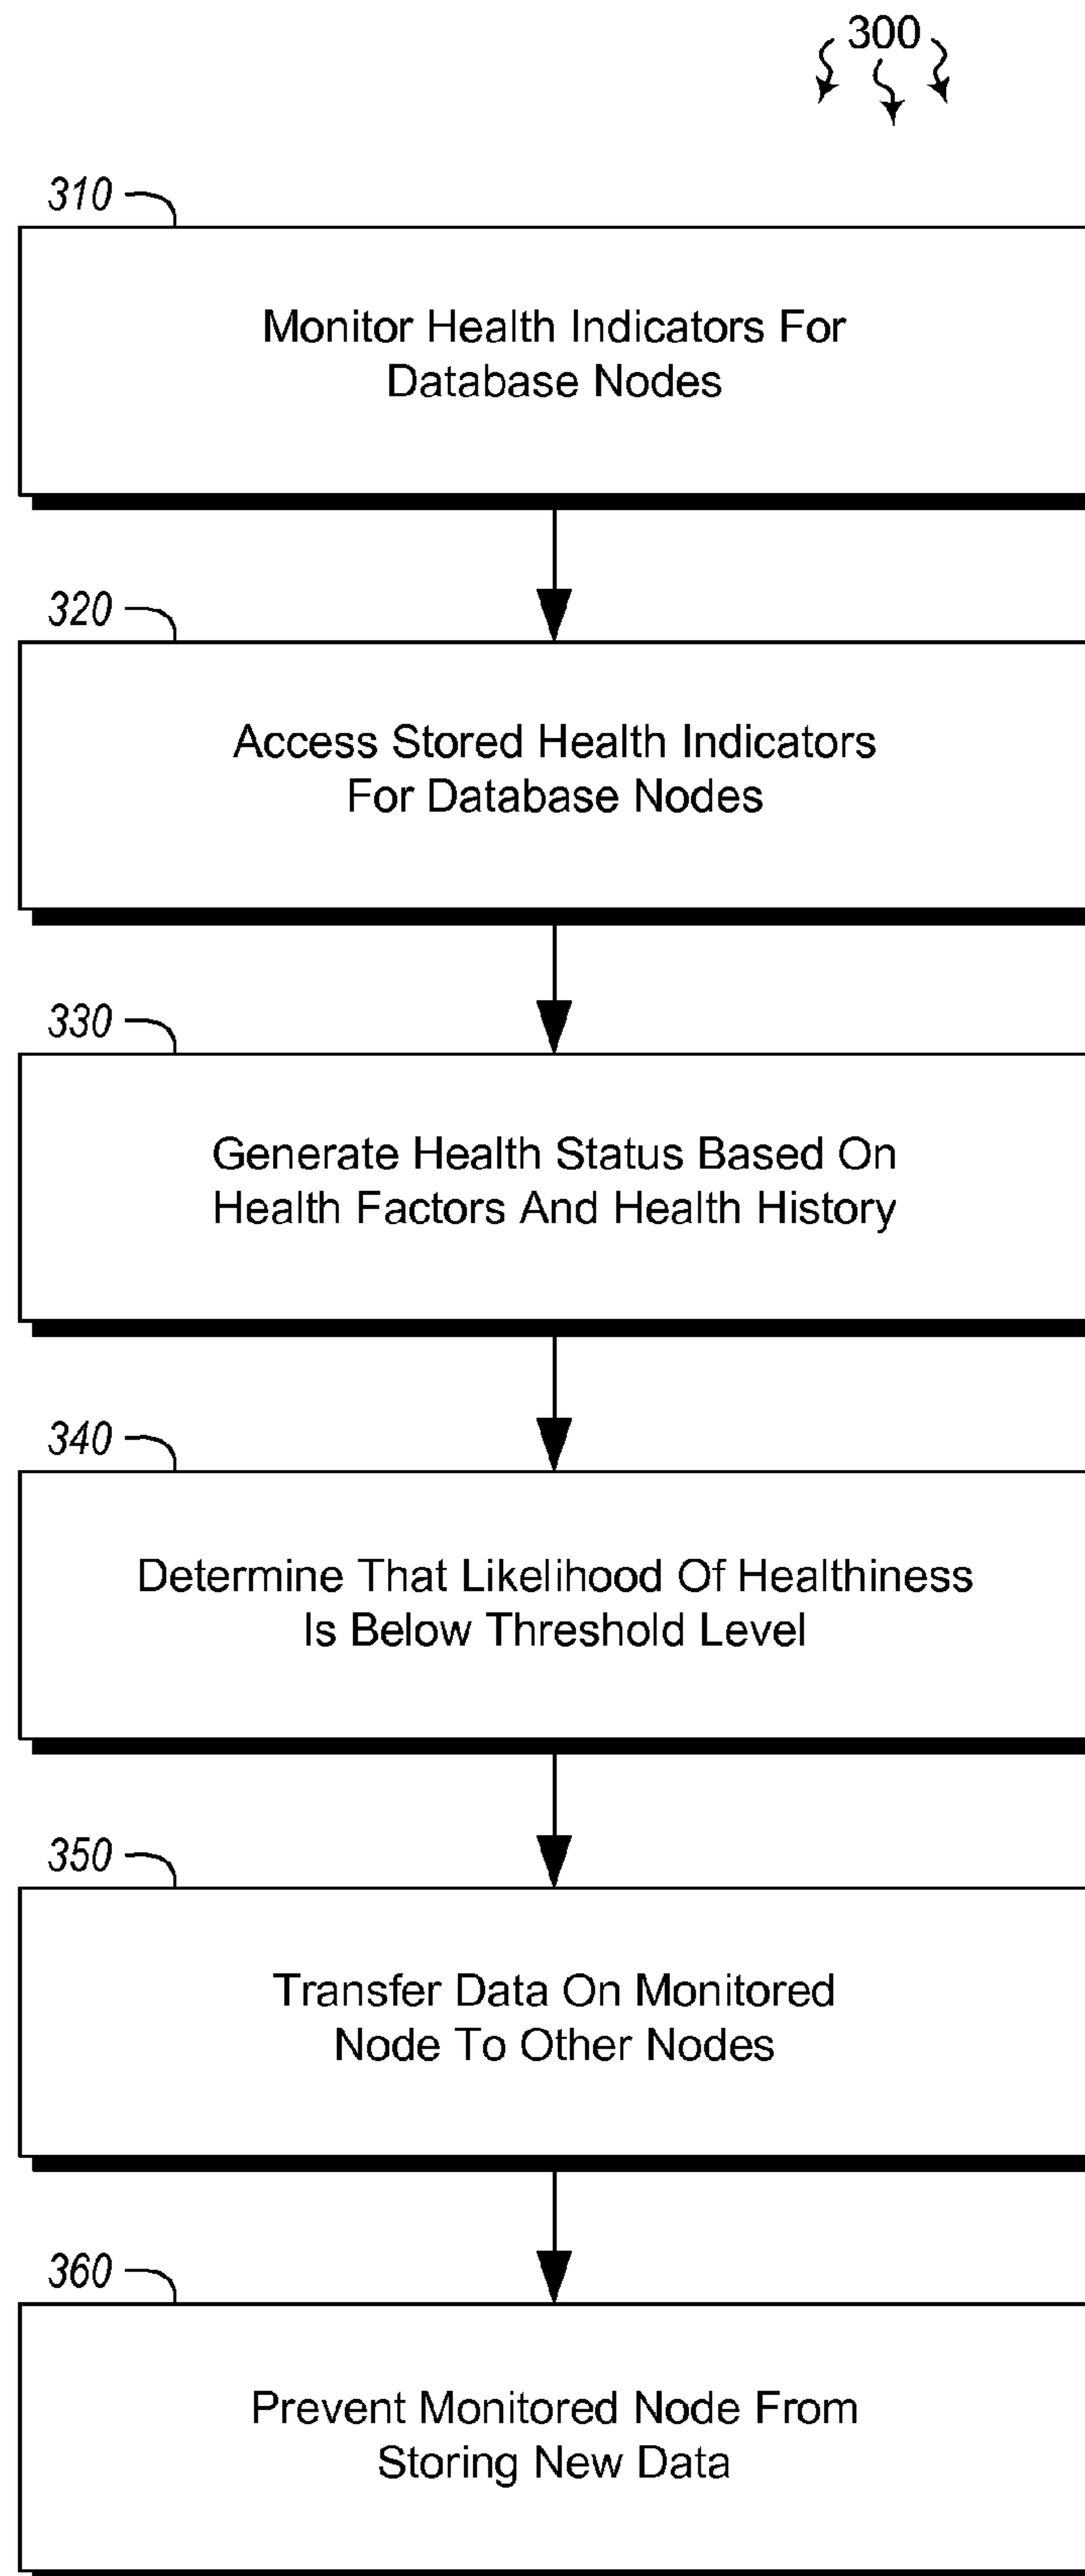 300
310
Monitor Health Indicators For
Database Nodes
320
Access Stored Health Indicators
For Database Nodes
330
Generate Health Status Based On
Health Factors And Health History
340
Determine That Likelihood Of Healthiness
Is Below Threshold Level
350
Transfer Data On Monitored
Node To Other Nodes
360
Prevent Monitored Node From
Storing New Data